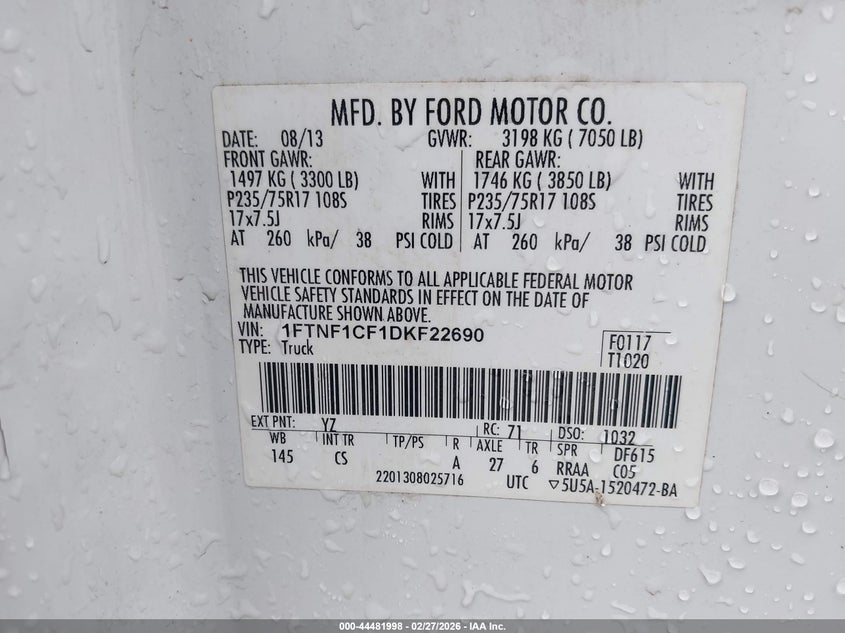 MFD. BY FORD MOTOR CO.
DATE: 08/13 GVWR: 3198 KG ( 7050 LB)
FRONT GAWR: REAR GAWR:
1497 KG ( 3300 LB) WITH 1746 KG ( 3850 LB) WITH
P235/75R17 108S TIRES P235/75R17 108S TIRES
17x7.5J RIMS 17x7.5J RIMS
AT 260 kPa/ 38 PSI COLD AT 260 kPa/ 38 PSI COLD
THIS VEHICLE CONFORMS TO ALL APPLICABLE FEDERAL MOTOR
VEHICLE SAFETY STANDARDS IN EFFECT ON THE DATE OF
MANUFACTURE SHOWN ABOVE.
VIN: 1FTNF1CF1DKF22690 F0117
TYPE: Truck T1020
EXT PNT: YZ RC: 71 DSO: 1032
WB INT TR TP/PS R AXLE TR SPR DF615
145 CS A 27 6 RRAA C05
2201308025716 UTC ▽5U5A-1520472-BA
000-44481998 | 02/27/2026 - IAA Inc.